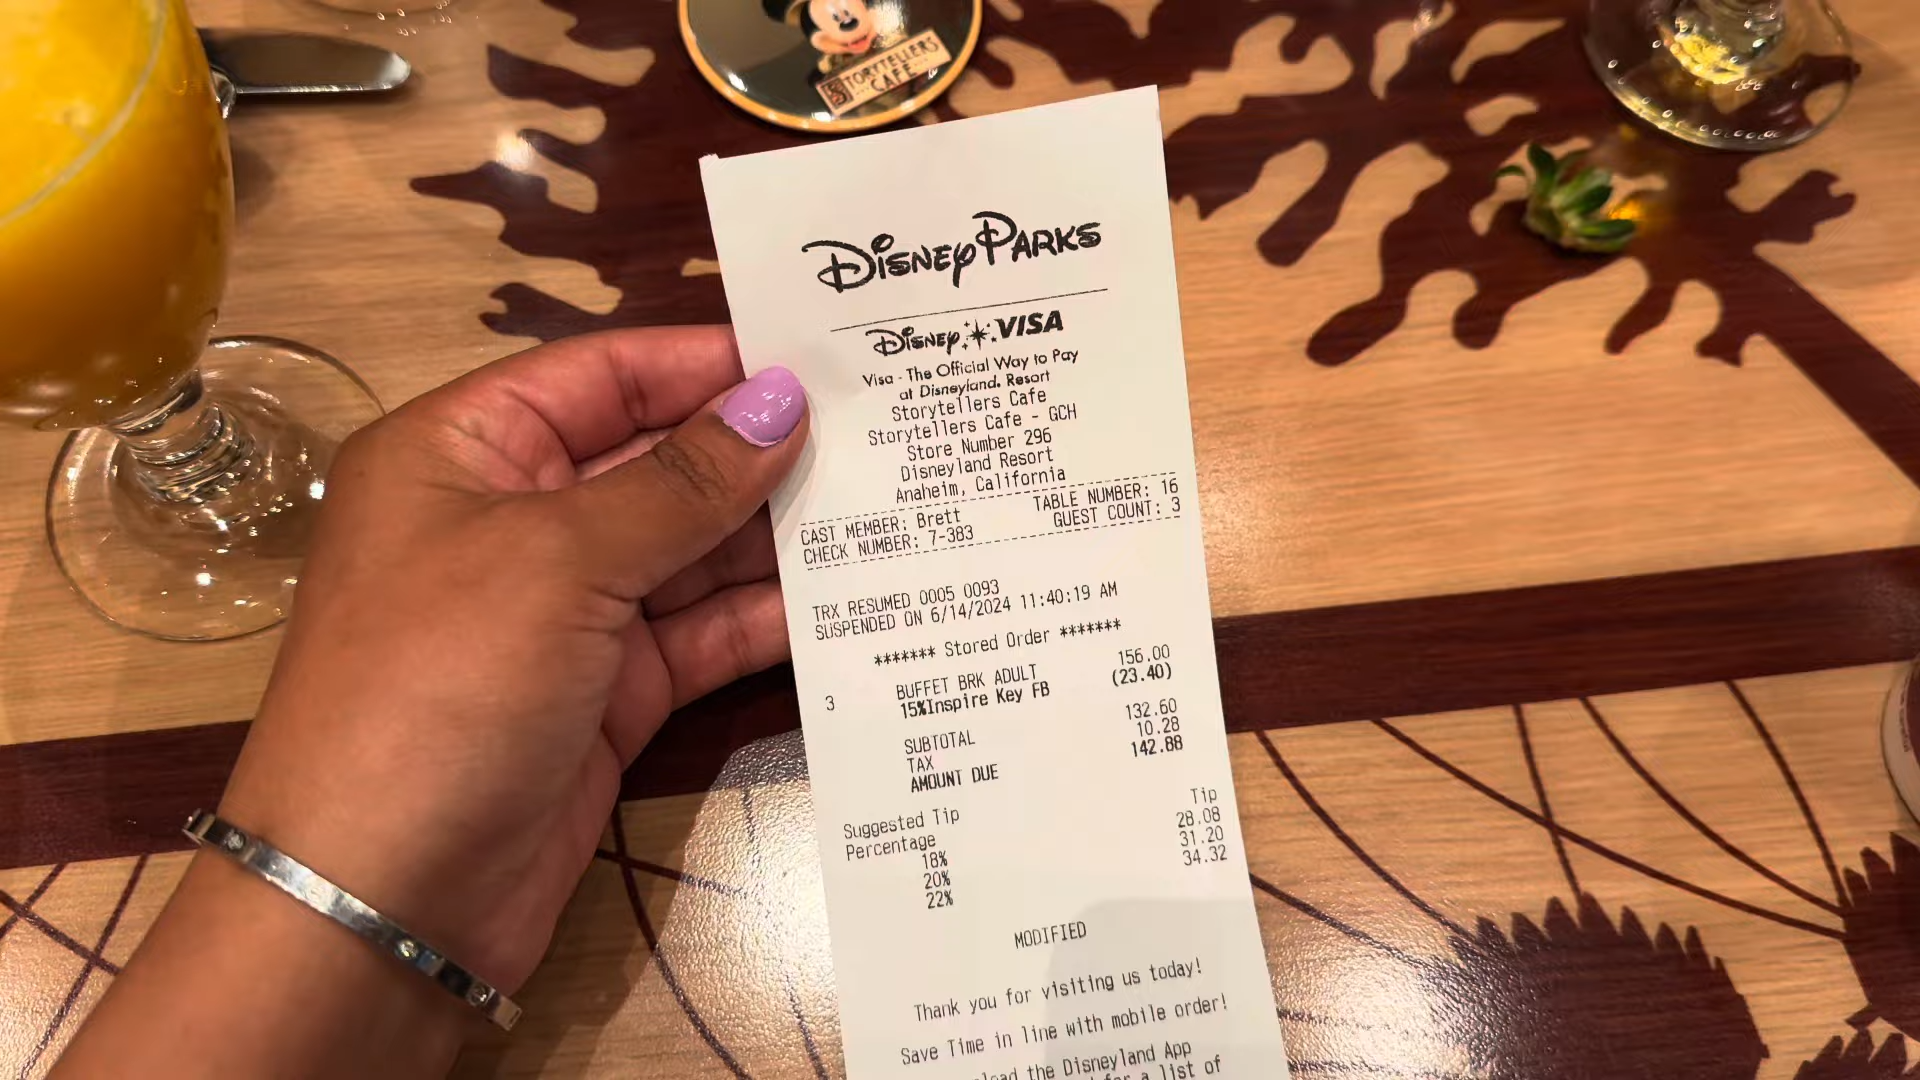 STORYTELLERS
CAFE
DISNEY PARKS
DISNEY VISA
Visa - The Official Way to Pay
at Disneyland. Resort
Storytellers Cafe
Storytellers Cafe - GCH
Store Number 296
Disneyland Resort
Anaheim, California
CAST MEMBER: Brett TABLE NUMBER: 16
CHECK NUMBER: 7-383 GUEST COUNT: 3
TRX RESUMED 0005 0093
SUSPENDED ON 6/14/2024 11:40:19 AM
******* Stored Order *******
3 BUFFET BRK ADULT 156.00
15%Inspire Key FB (23.40)
SUBTOTAL 132.60
TAX 10.28
AMOUNT DUE 142.88
Suggested Tip
Percentage Tip
18% 28.08
20% 31.20
22% 34.32
MODIFIED
Thank you for visiting us today!
Save Time in line with mobile order!
the Disneyland App
for a list of